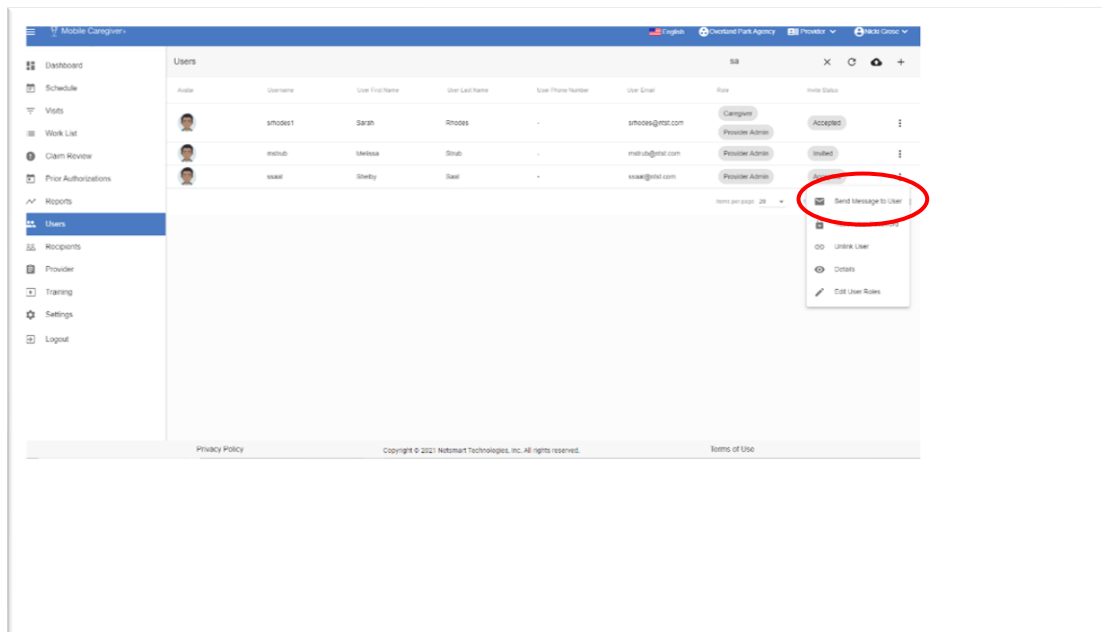 Mobile Caregiver+ English Overland Park Agency Provider Nicki Grose
Dashboard
Schedule
Visits
Work List
Claim Review
Prior Authorizations
Reports
Users
Recipients
Provider
Training
Settings
Logout
Users sa
Avatar Username User First Name User Last Name User Phone Number User Email Role Invite Status
srhodes1 Sarah Rhodes - srhodes@ntst.com Caregiver Provider Admin Accepted
mstrub Melissa Strub - mstrub@ntst.com Provider Admin Invited
ssaal Shelby Saal - ssaal@ntst.com Provider Admin
Items per page 20
Send Message to User
Unlink User
Details
Edit User Roles
Privacy Policy Copyright © 2021 Netsmart Technologies, Inc. All rights reserved. Terms of Use